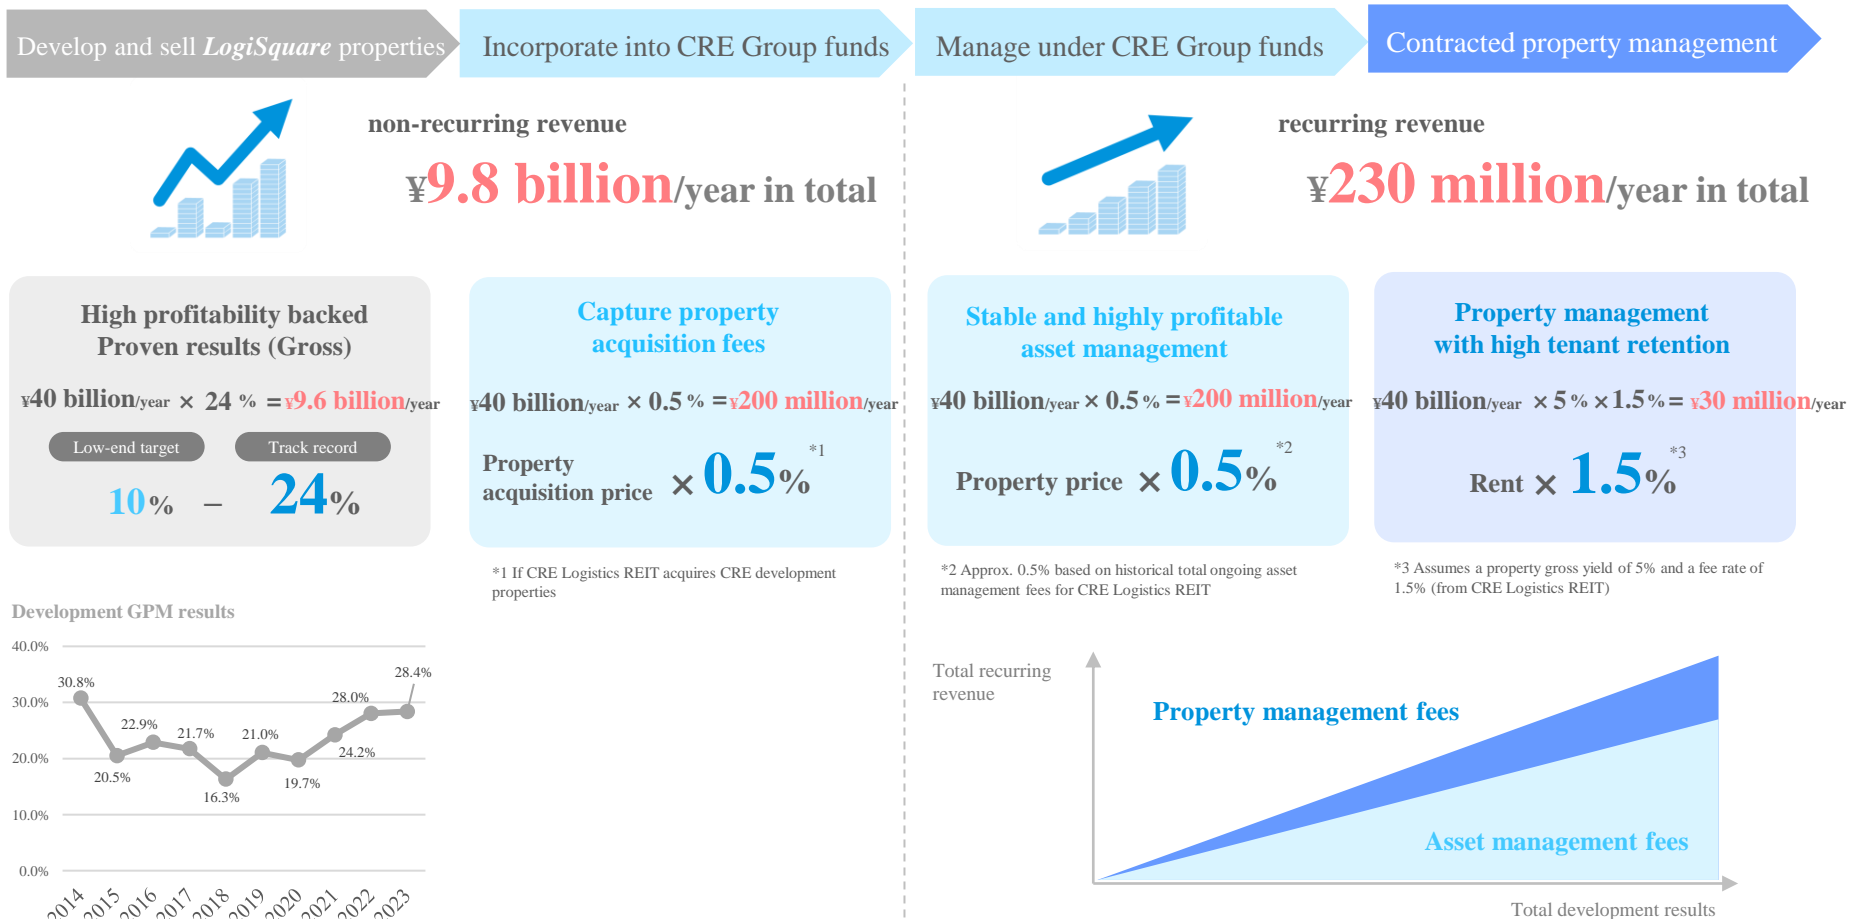 Develop and sell LogiSquare properties
Incorporate into CRE Group funds
Manage under CRE Group funds
Contracted property management
non-recurring revenue
¥9.8 billion/year in total
recurring revenue
¥230 million/year in total
High profitability backed
Proven results (Gross)
¥40 billion/year × 24 % = ¥9.6 billion/year
Low-end target
Track record
10% – 24%
Capture property
acquisition fees
¥40 billion/year × 0.5 % = ¥200 million/year
Property
acquisition price × 0.5% *1
*1 If CRE Logistics REIT acquires CRE development
properties
Stable and highly profitable
asset management
¥40 billion/year × 0.5 % = ¥200 million/year
Property price × 0.5% *2
*2 Approx. 0.5% based on historical total ongoing asset
management fees for CRE Logistics REIT
Property management
with high tenant retention
¥40 billion/year × 5 % × 1.5 % = ¥30 million/year
Rent × 1.5% *3
*3 Assumes a property gross yield of 5% and a fee rate of
1.5% (from CRE Logistics REIT)
Development GPM results
40.0%
30.0%
20.0%
10.0%
0.0%
30.8%
20.5%
22.9%
21.7%
16.3%
21.0%
19.7%
24.2%
28.0%
28.4%
2014
2015
2016
2017
2018
2019
2020
2021
2022
2023
Total recurring
revenue
Property management fees
Asset management fees
Total development results